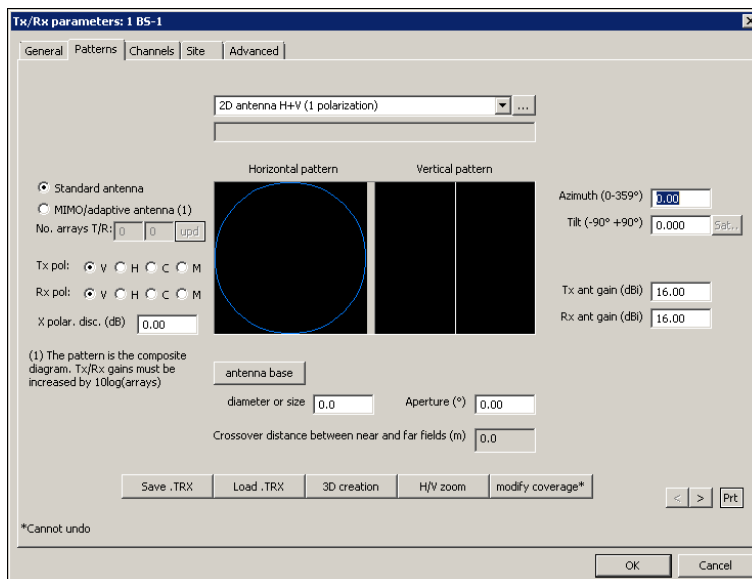 Tx/Rx parameters: 1 BS-1
General Patterns Channels Site Advanced
2D antenna H+V (1 polarization) ...
Horizontal pattern Vertical pattern
Standard antenna
MIMO/adaptive antenna (1)
No. arrays T/R: 0 0 upd
Azimuth (0-359°) 0.00
Tilt (-90° +90°) 0.000 Sat..
Tx pol: V H C M
Rx pol: V H C M
Tx ant gain (dBi) 16.00
Rx ant gain (dBi) 16.00
X polar. disc. (dB) 0.00
(1) The pattern is the composite
diagram. Tx/Rx gains must be
increased by 10log(arrays)
antenna base
diameter or size 0.0 Aperture (°) 0.00
Crossover distance between near and far fields (m) 0.0
Save .TRX Load .TRX 3D creation H/V zoom modify coverage*
< > Prt
*Cannot undo
OK Cancel